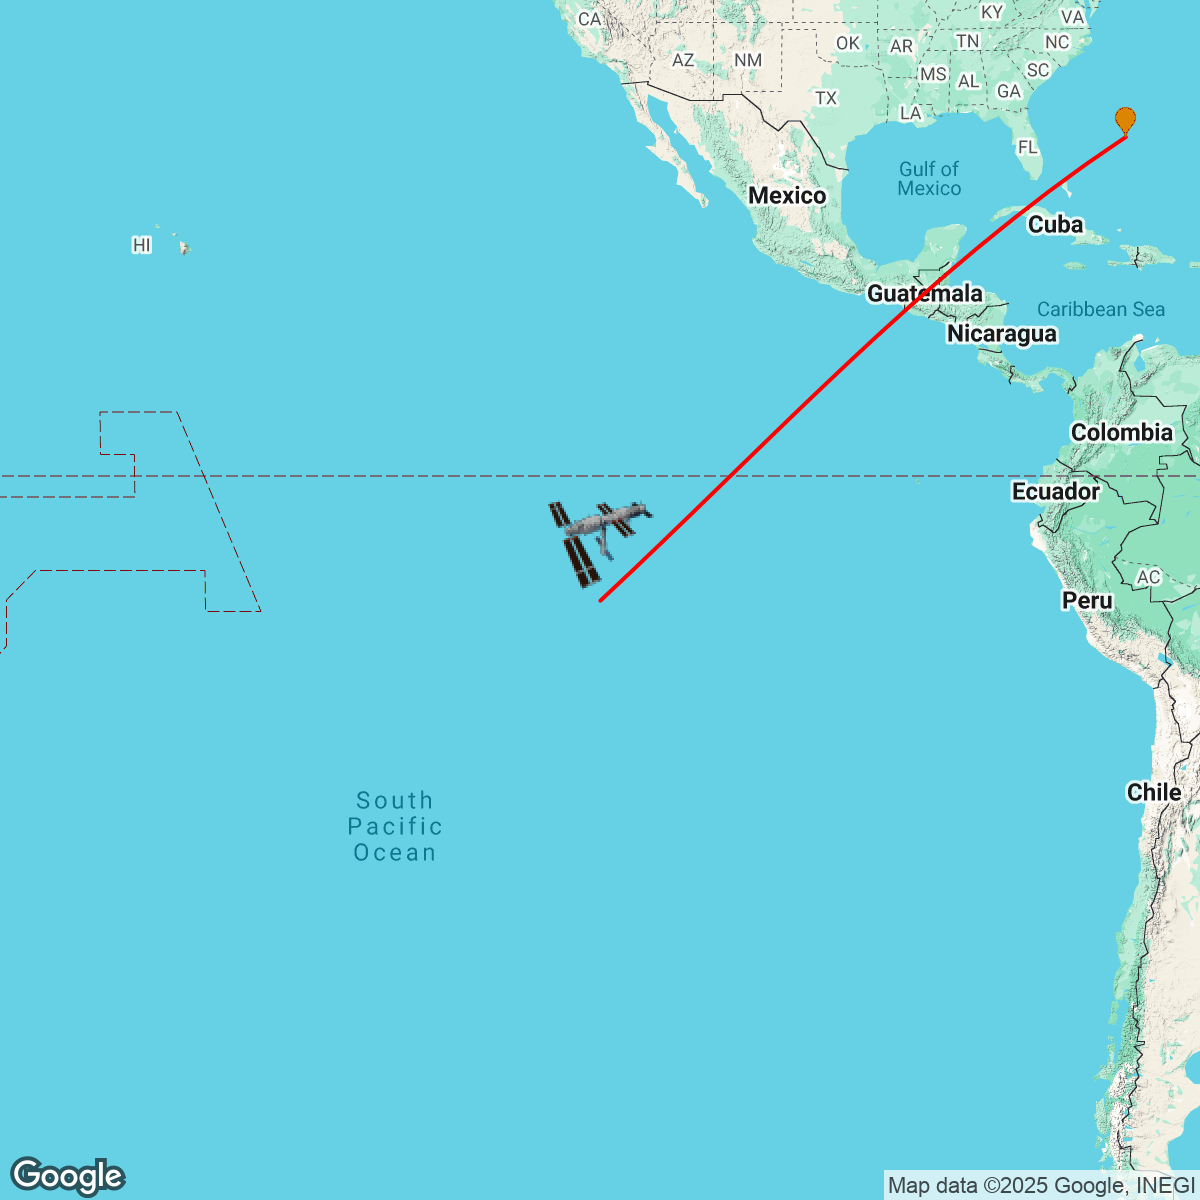 KY
VA
CA
OK
AR
TN
NC
AZ
NM
MS
AL
SC
GA
TX
LA
FL
Gulf of
Mexico
Mexico
Cuba
HI
Guatemala
Caribbean Sea
Nicaragua
Colombia
Ecuador
AC
Peru
Chile
South
Pacific
Ocean
Google
Map data ©2025 Google, INEGI